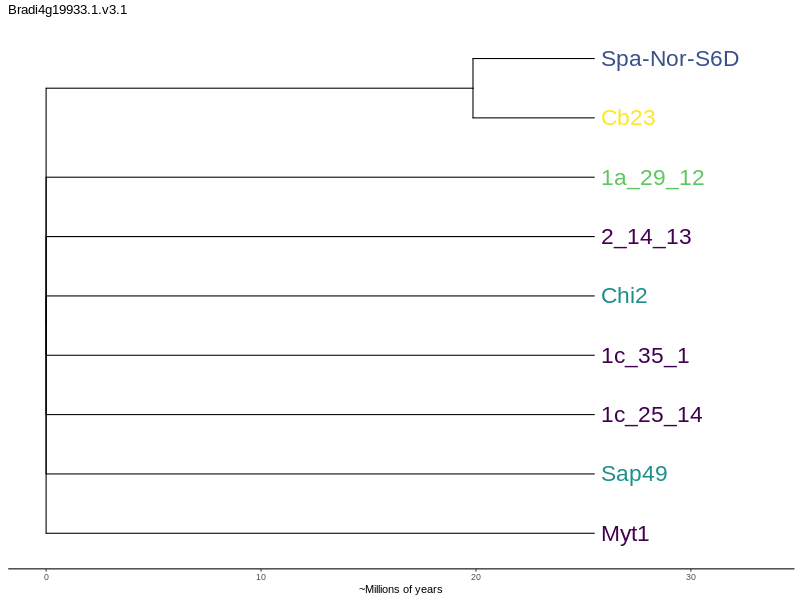 Bradi4g19933.1.v3.1
Spa-Nor-S6D
Cb23
1a_29_12
2_14_13
Chi2
1c_35_1
1c_25_14
Sap49
Myt1
0 10 20 30
~Millions of years